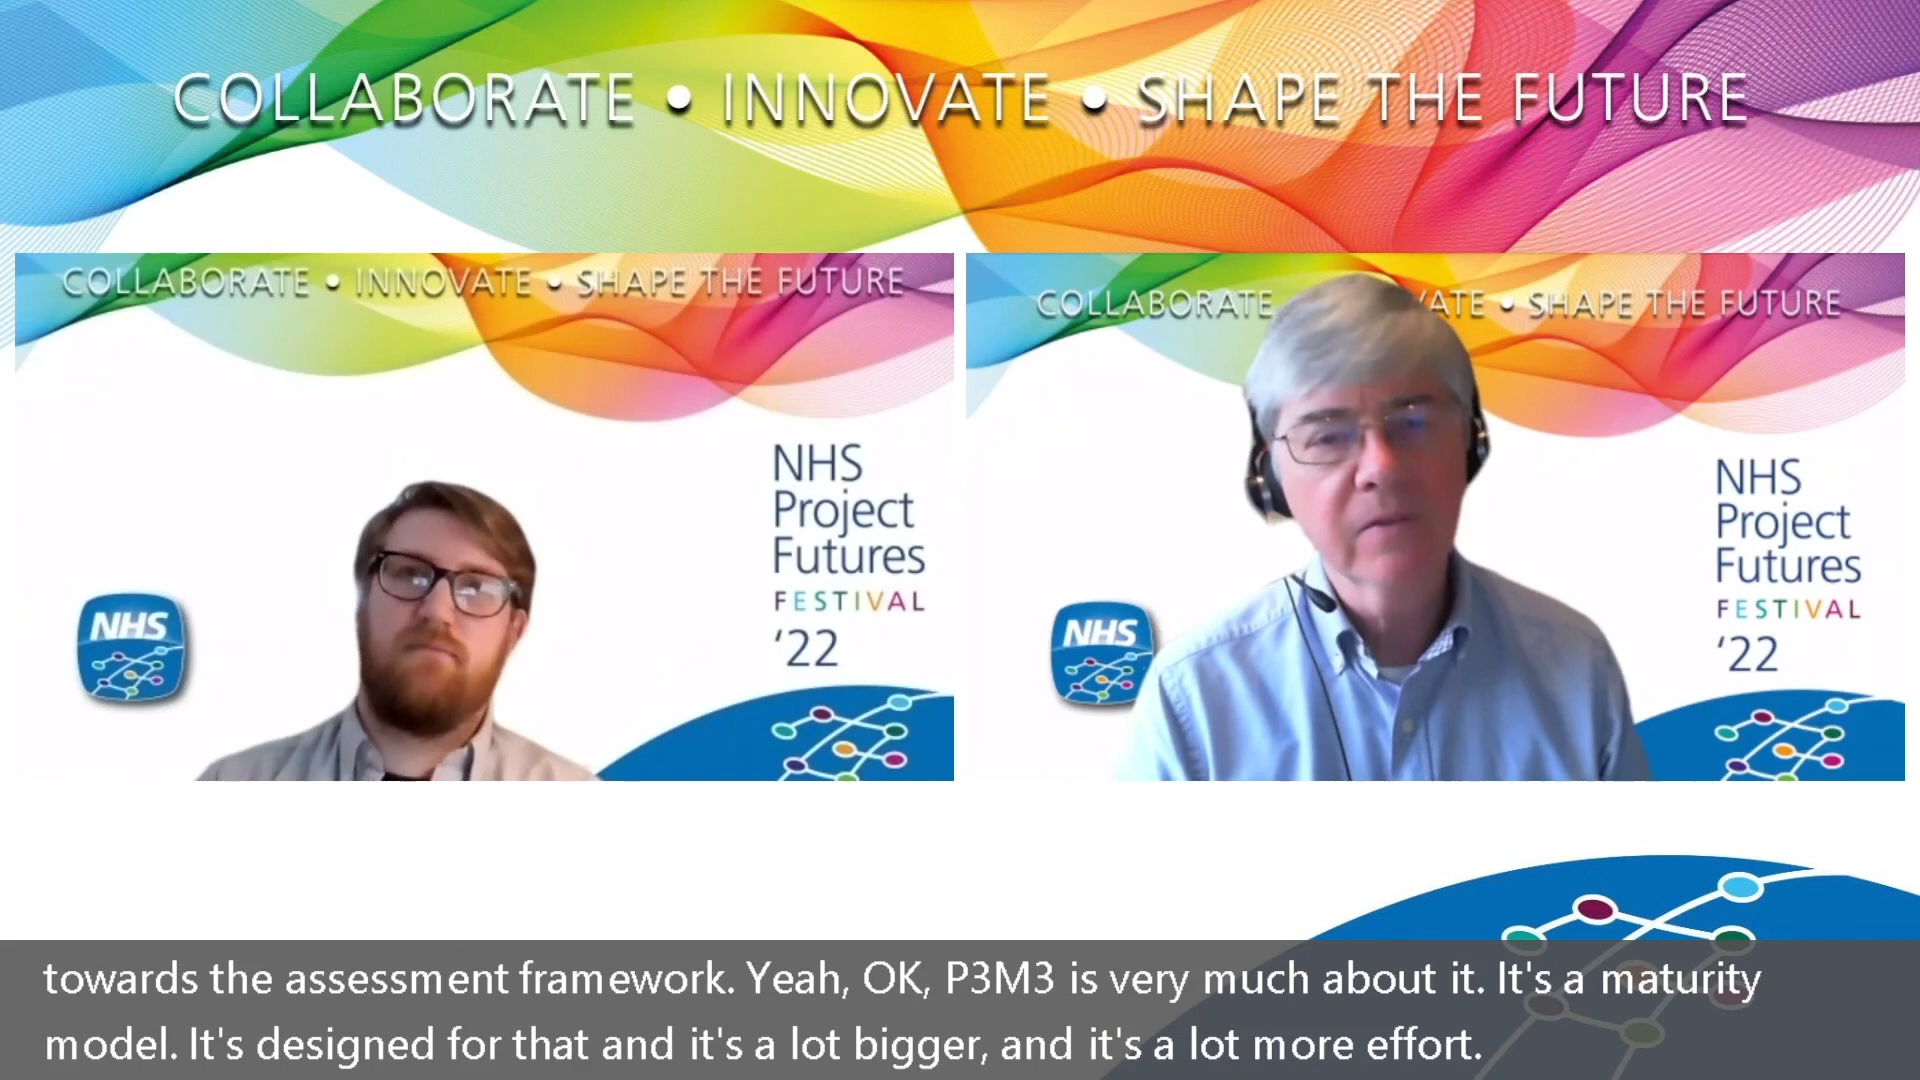 COLLABORATE • INNOVATE • SHAPE THE FUTURE
COLLABORATE • INNOVATE • SHAPE THE FUTURE
NHS
Project
Futures
FESTIVAL
‘22
NHS
COLLABORATE VATE • SHAPE THE FUTURE
NHS
Project
Futures
FESTIVAL
‘22
NHS
towards the assessment framework. Yeah, OK, P3M3 is very much about it. It's a maturity
model. It's designed for that and it's a lot bigger, and it's a lot more effort.